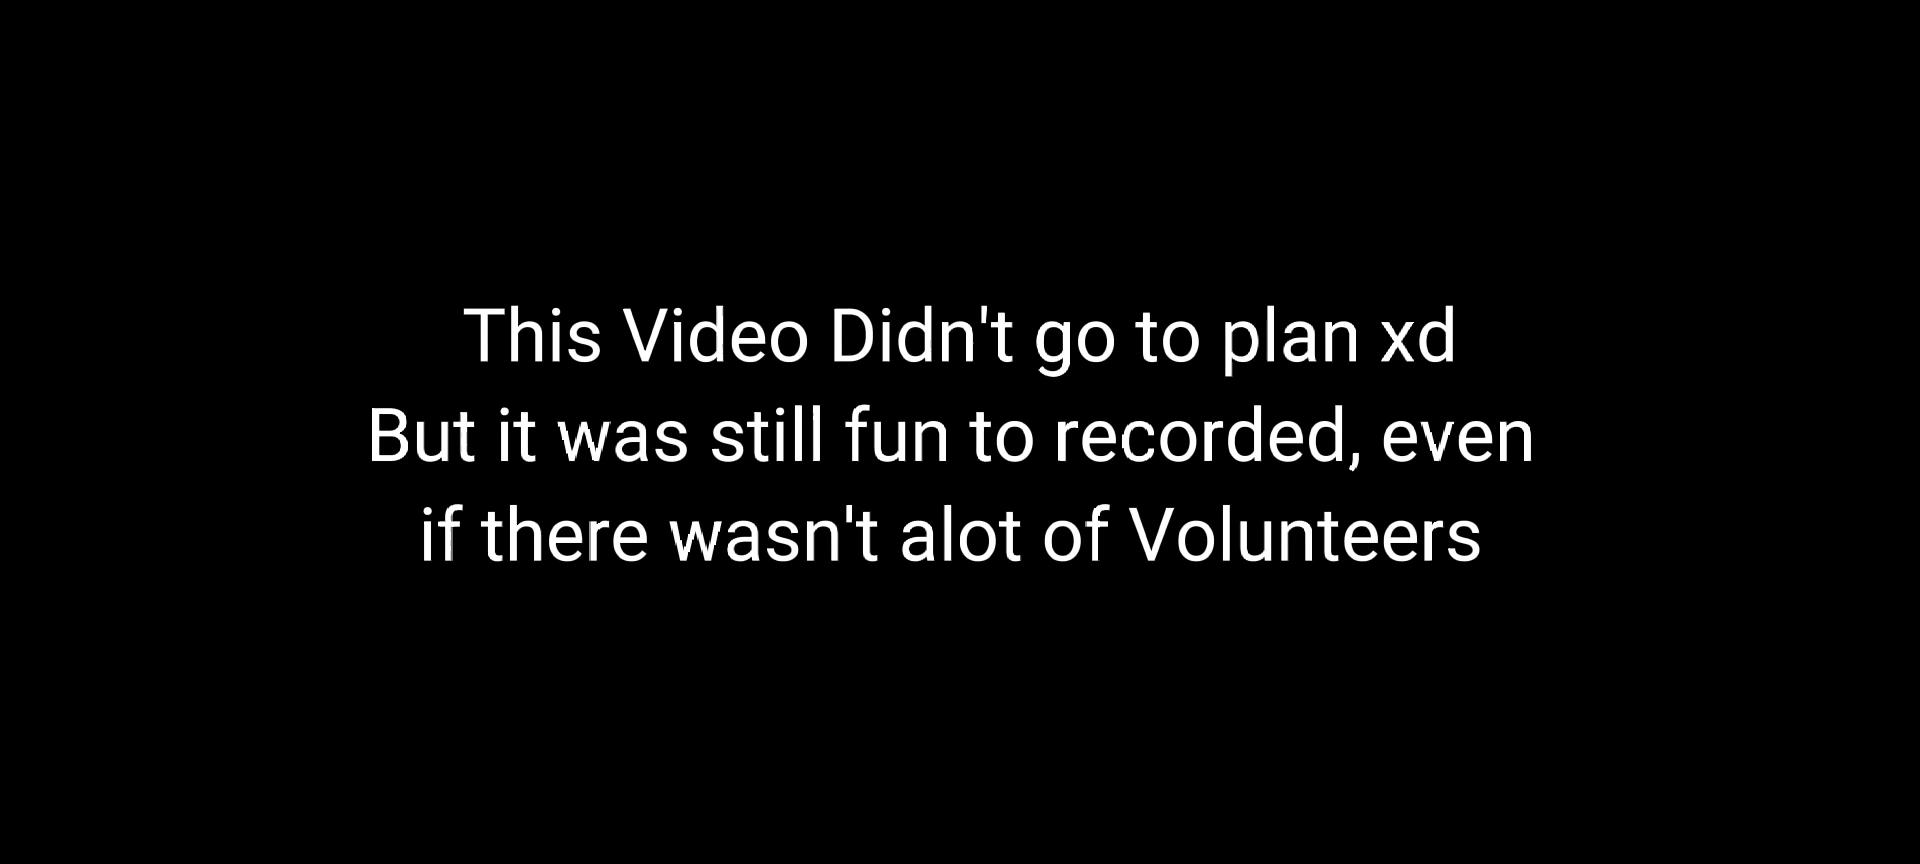 This Video Didn't go to plan xd
But it was still fun to recorded, even
if there wasn't alot of Volunteers